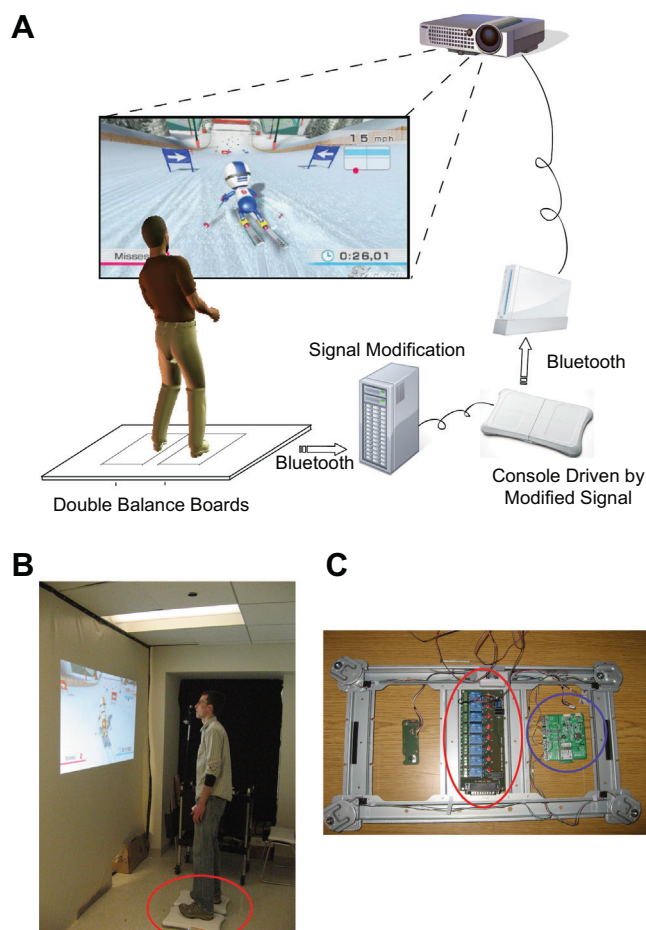 A
15 mph
Misses
0:26,01
Signal Modification
Bluetooth
Bluetooth
Double Balance Boards
Console Driven by
Modified Signal
B
C